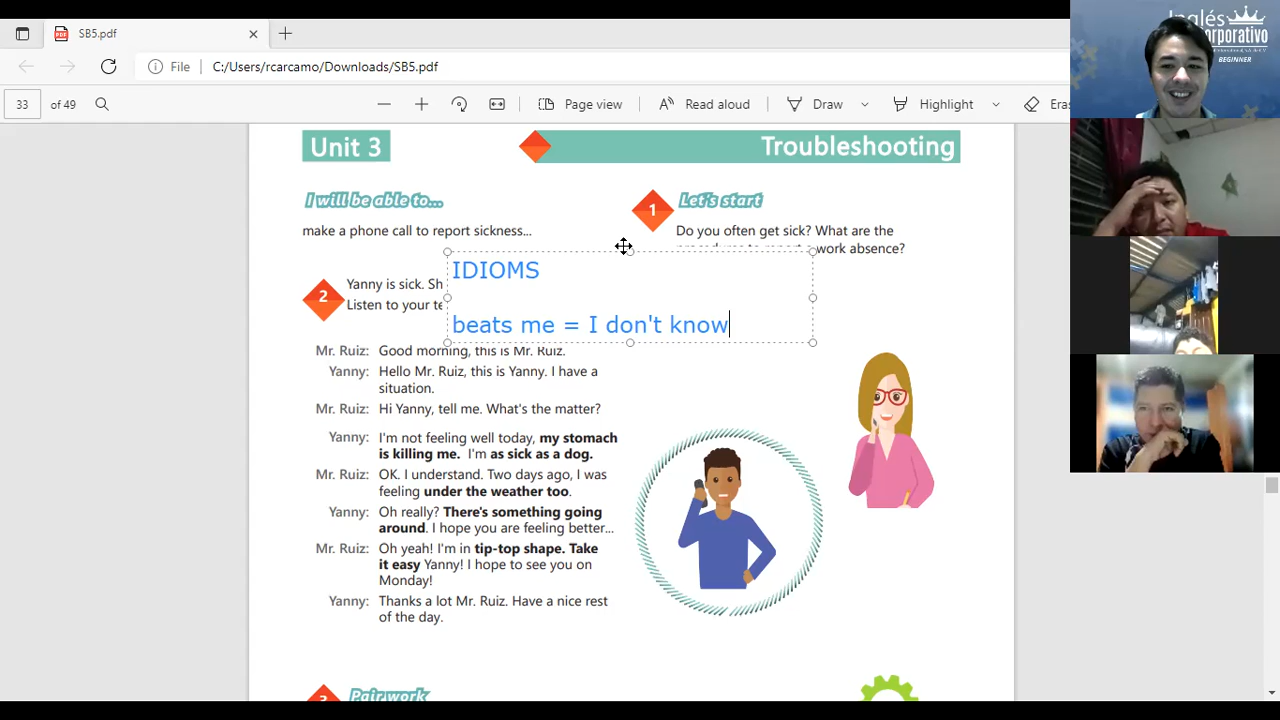 SB5.pdf
File
C:/Users/rcarcamo/Downloads/SB5.pdf
33
of 49
Page view
Read aloud
Draw
Highlight
Inglés
BEGINNER
Unit 3
Troubleshooting
I will be able to...
make a phone call to report sickness...
1
Let's start
Do you often get sick? What are the
work absence?
IDIOMS
beats me = I don't know
2
Yanny is sick.
Listen to your
Mr. Ruiz: Good morning, this is Mr. Ruiz.
Yanny: Hello Mr. Ruiz, this is Yanny. I have a
situation.
Mr. Ruiz: Hi Yanny, tell me. What's the matter?
Yanny: I'm not feeling well today, my stomach
is killing me. I'm as sick as a dog.
Mr. Ruiz: OK. I understand. Two days ago, I was
feeling under the weather too.
Yanny: Oh really? There's something going
around. I hope you are feeling better...
Mr. Ruiz: Oh yeah! I'm in tip-top shape. Take
it easy Yanny! I hope to see you on
Monday!
Yanny: Thanks a lot Mr. Ruiz. Have a nice rest
of the day.
Pair work